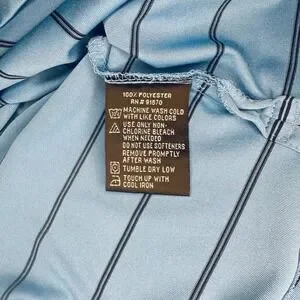 100% POLYESTER
RN # 91870
MACHINE WASH COLD
WITH LIKE COLORS
USE ONLY NON-
CHLORINE BLEACH
WHEN NEEDED
DO NOT USE SOFTENERS
REMOVE PROMPTLY
AFTER WASH
TUMBLE DRY LOW
TOUCH UP WITH
COOL IRON